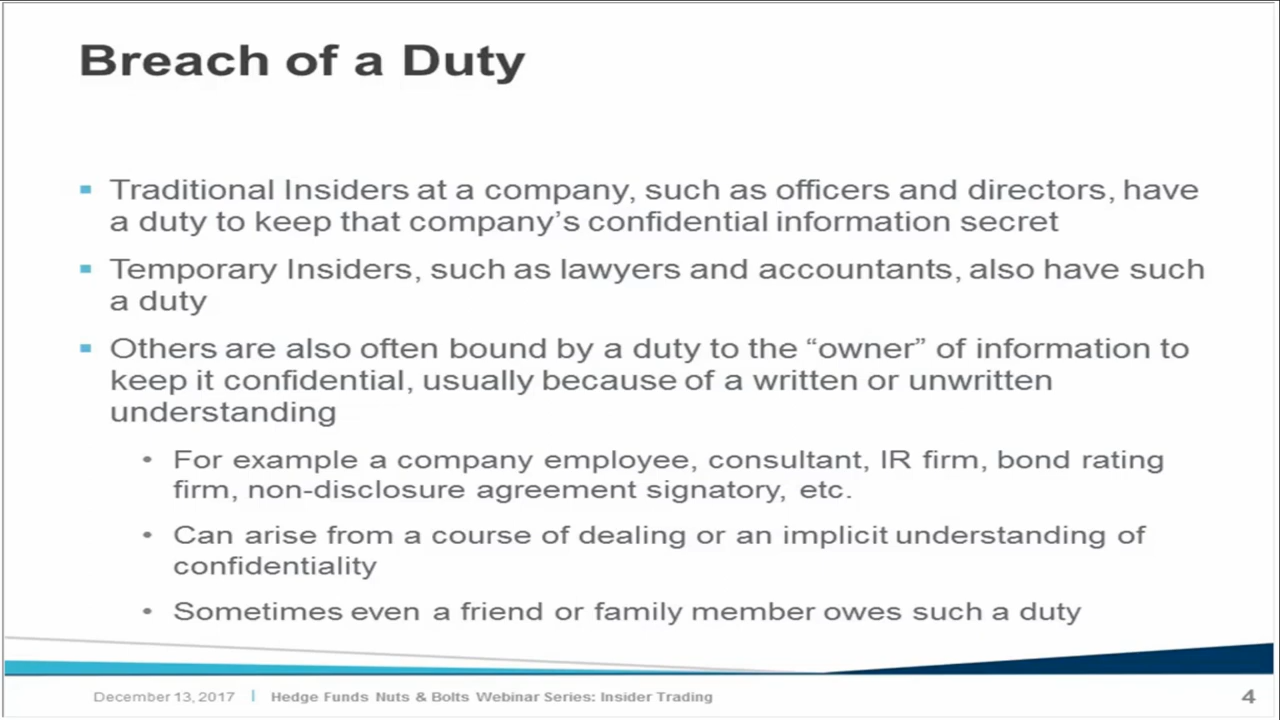 Breach of a Duty
Traditional Insiders at a company, such as officers and directors, have
a duty to keep that company’s confidential information secret
Temporary Insiders, such as lawyers and accountants, also have such
a duty
Others are also often bound by a duty to the “owner” of information to
keep it confidential, usually because of a written or unwritten
understanding
For example a company employee, consultant, IR firm, bond rating
firm, non-disclosure agreement signatory, etc.
Can arise from a course of dealing or an implicit understanding of
confidentiality
Sometimes even a friend or family member owes such a duty
December 13, 2017 | Hedge Funds Nuts & Bolts Webinar Series: Insider Trading 4